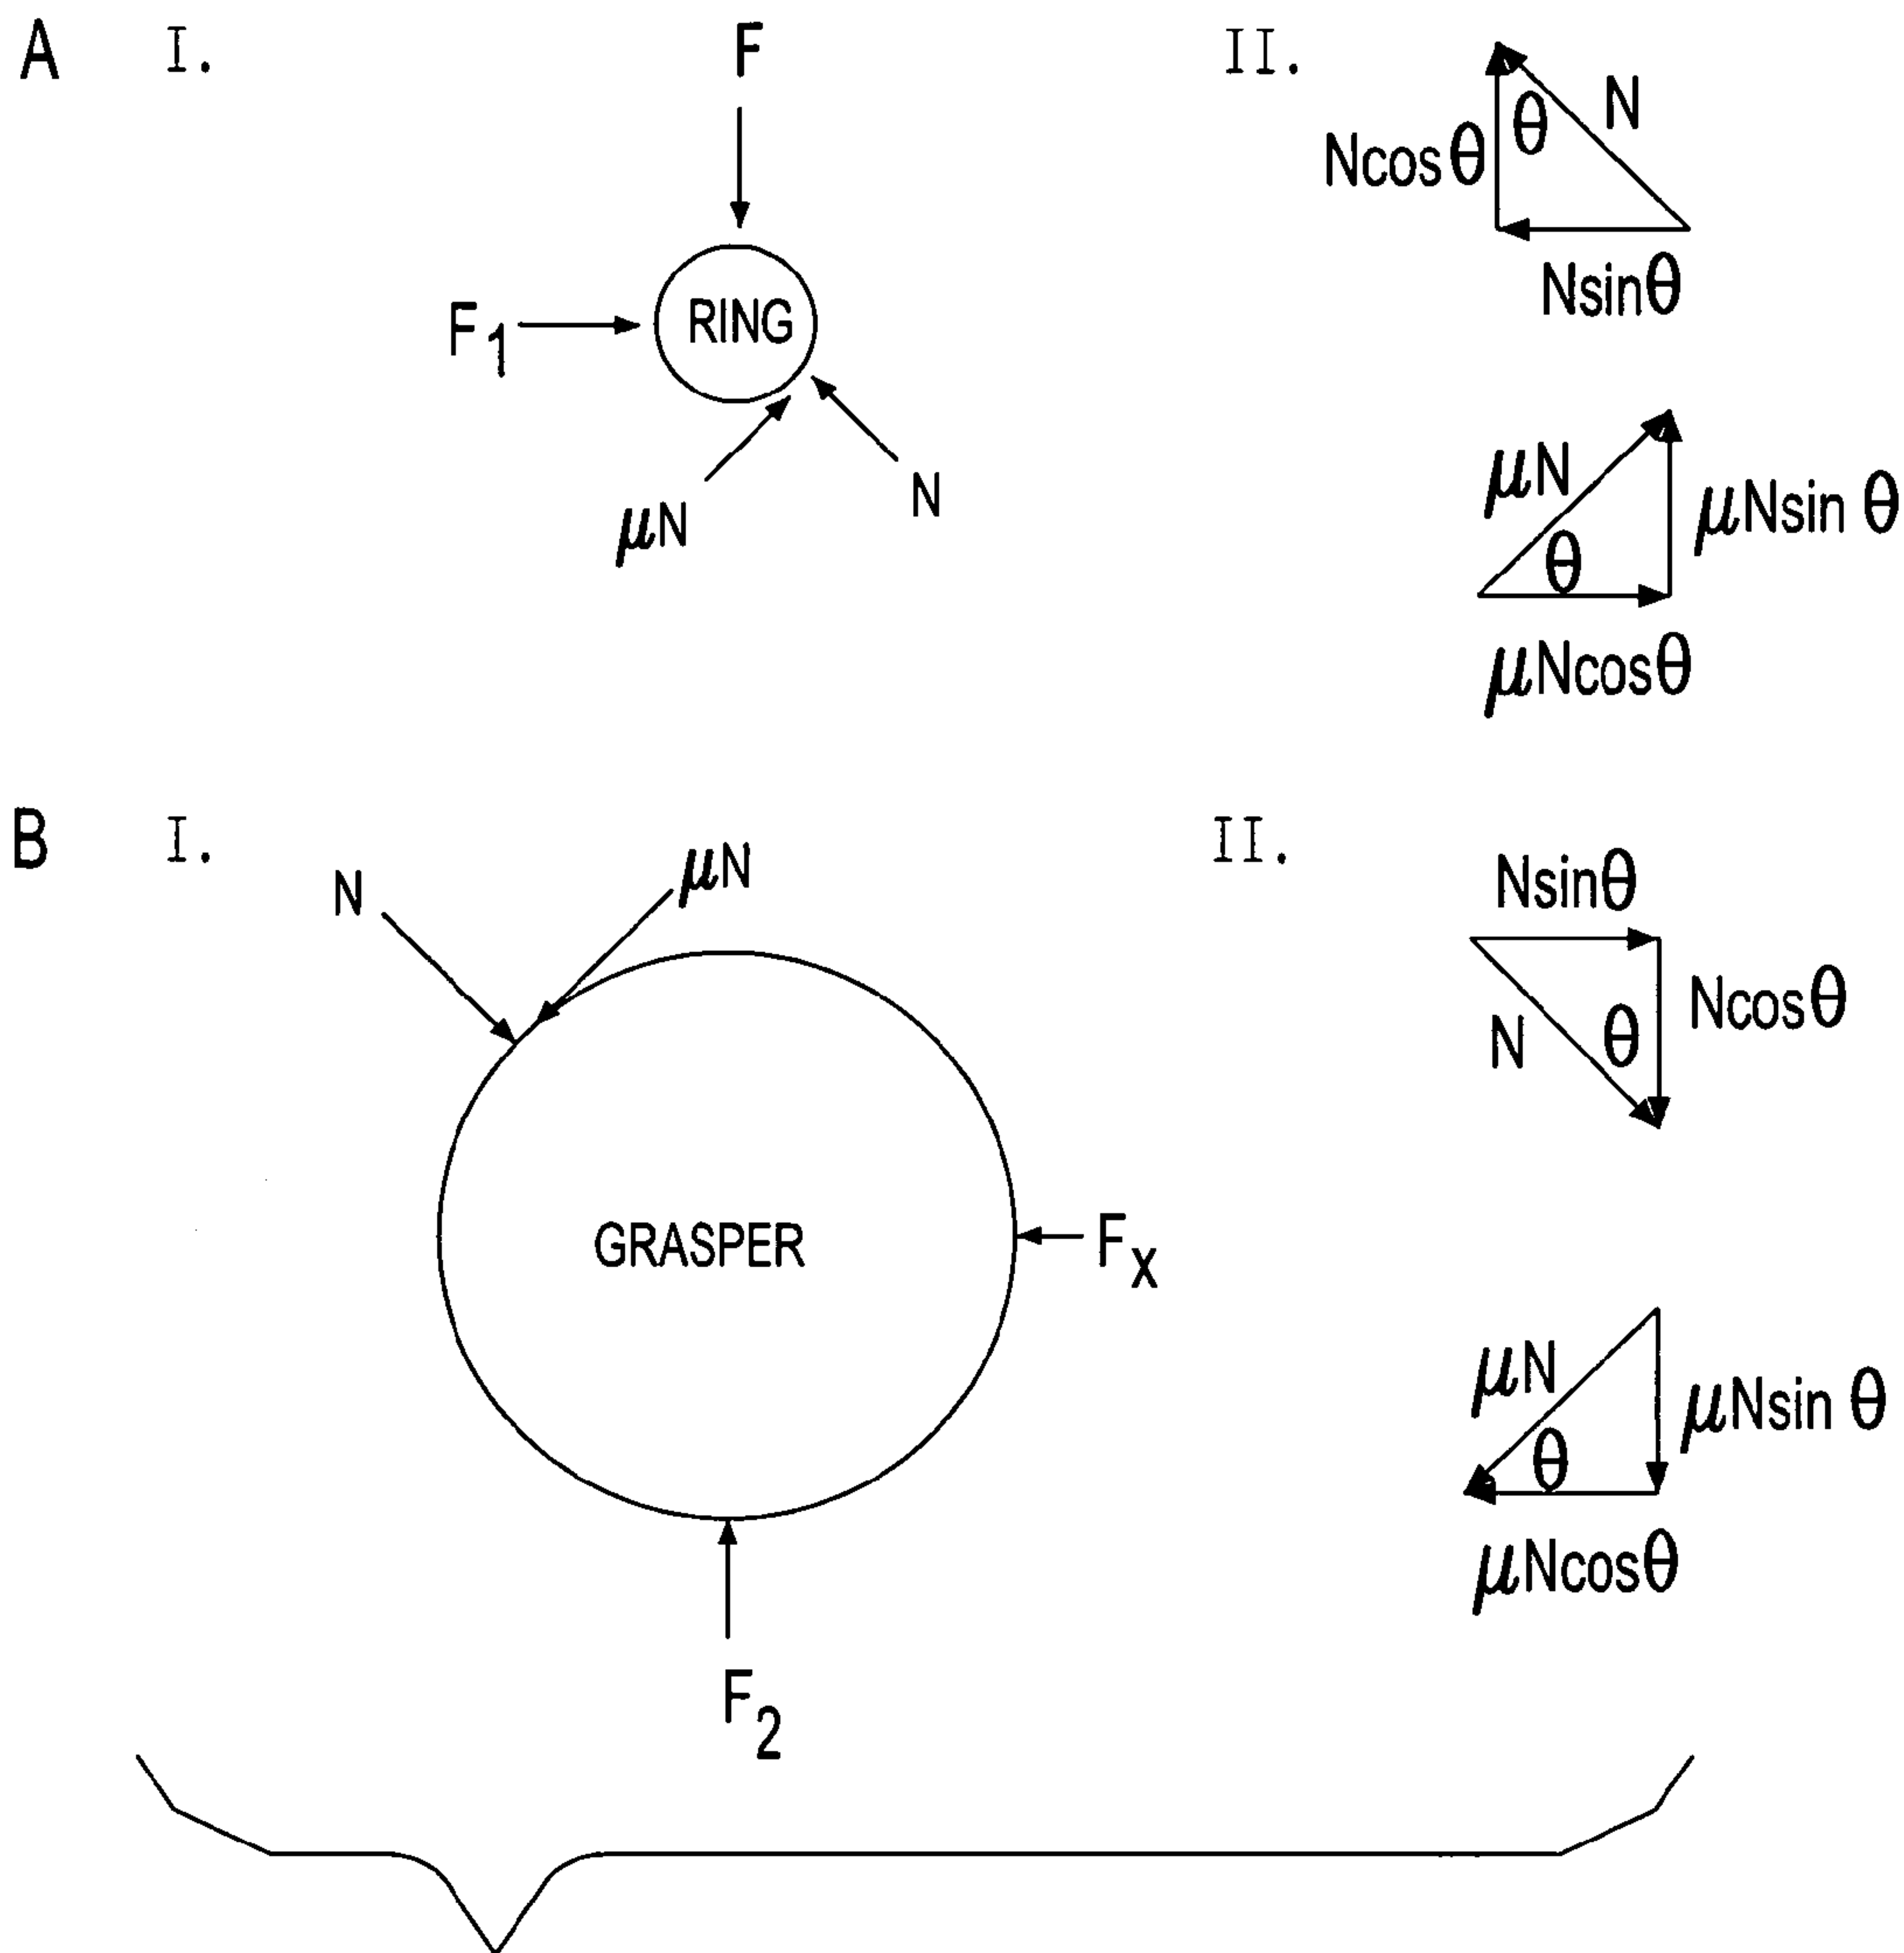 A I. F II.
N
θ
Ncosθ
Nsinθ
F1 RING
μN N
μN
θ
μNsin θ
μNcosθ
B I. N μN II.
Nsinθ
Ncosθ
N θ
GRASPER Fx
μN
θ
μNsin θ
μNcosθ
F2